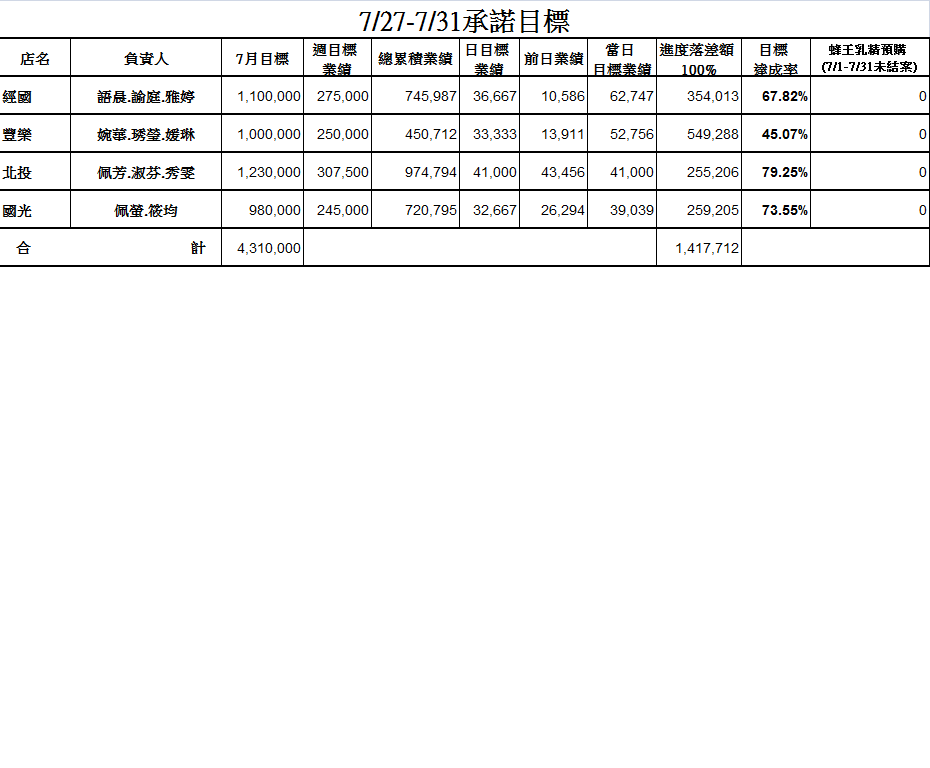 7/27-7/31承諾目標
店名 負責人 7月目標 週目標業績 總累積業績 日目標業績 前日業績 當日目標業績 進度落差額100% 目標達成率 蜂王乳精預購(7/1-7/31未結案)
經國 語晨.諭庭.雅婷 1,100,000 275,000 745,987 36,667 10,586 62,747 354,013 67.82% 0
豐樂 婉華.琇瑩.媛琳 1,000,000 250,000 450,712 33,333 13,911 52,756 549,288 45.07% 0
北投 佩芳.淑芬.秀雯 1,230,000 307,500 974,794 41,000 43,456 41,000 255,206 79.25% 0
國光 佩螢.筱均 980,000 245,000 720,795 32,667 26,294 39,039 259,205 73.55% 0
合 計 4,310,000 1,417,712